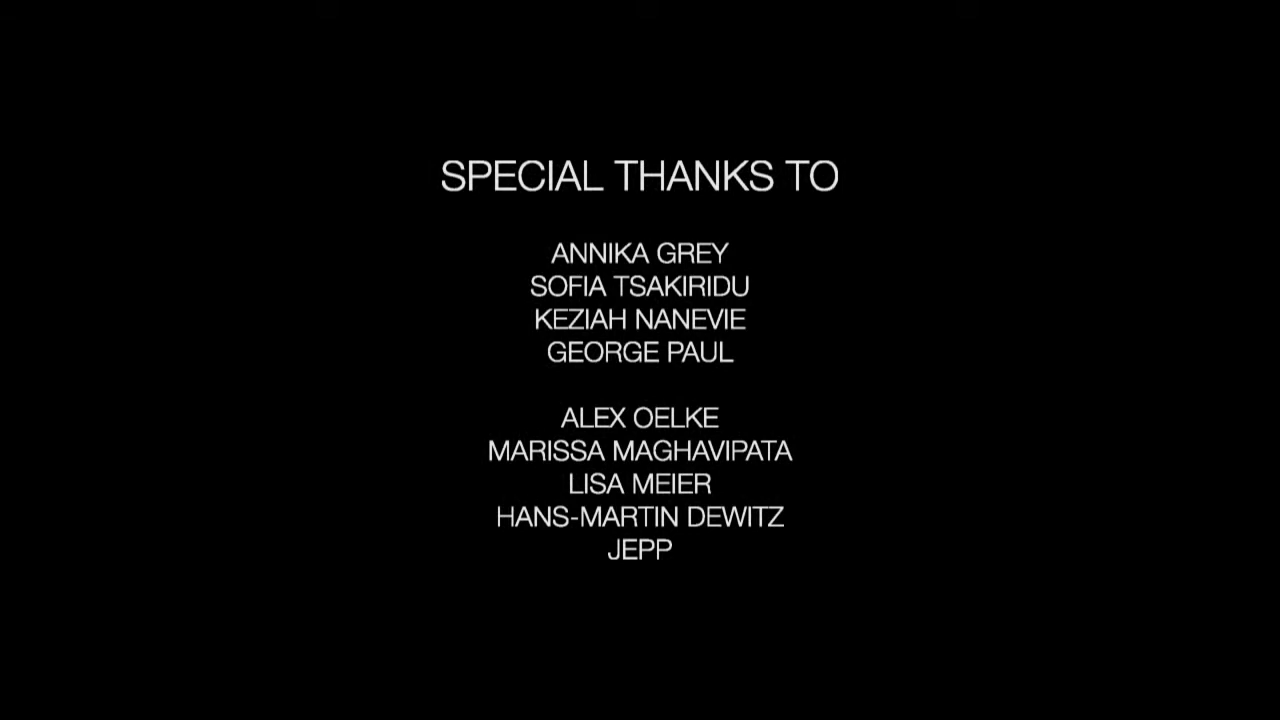 SPECIAL THANKS TO
ANNIKA GREY
SOFIA TSAKIRIDU
KEZIAH NANEVIE
GEORGE PAUL
ALEX OELKE
MARISSA MAGHAVIPATA
LISA MEIER
HANS-MARTIN DEWITZ
JEPP